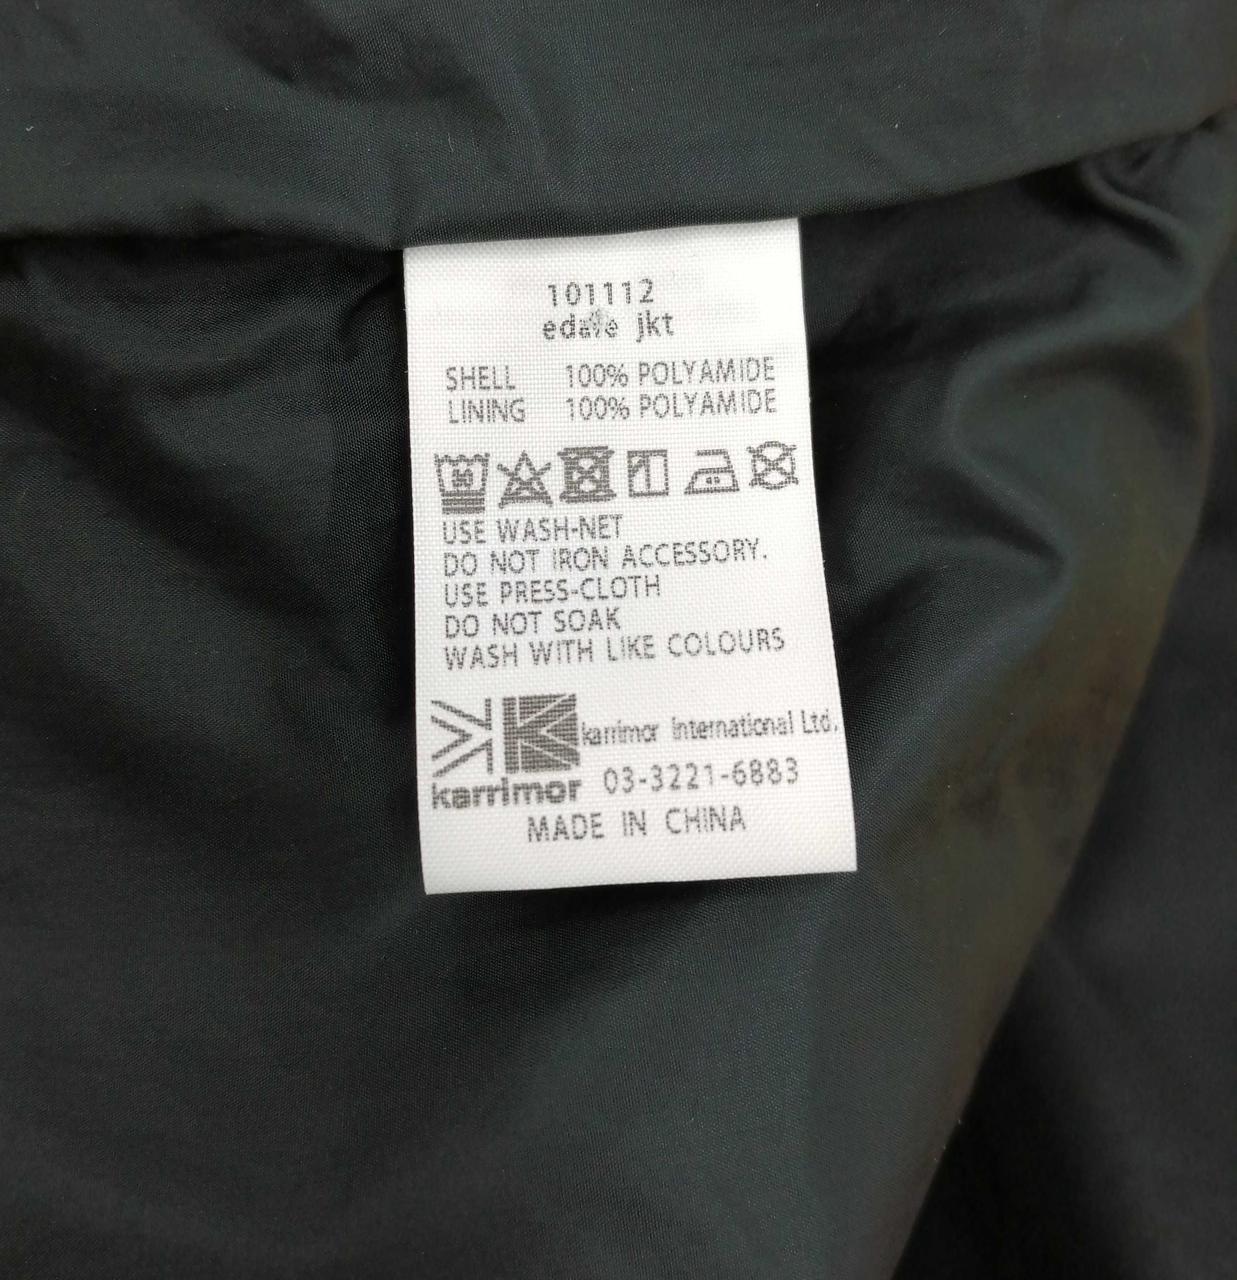 101112
edale jkt
SHELL 100% POLYAMIDE
LINING 100% POLYAMIDE
30
USE WASH-NET
DO NOT IRON ACCESSORY.
USE PRESS-CLOTH
DO NOT SOAK
WASH WITH LIKE COLOURS
karrimor International Ltd.
karrimor 03-3221-6883
MADE IN CHINA